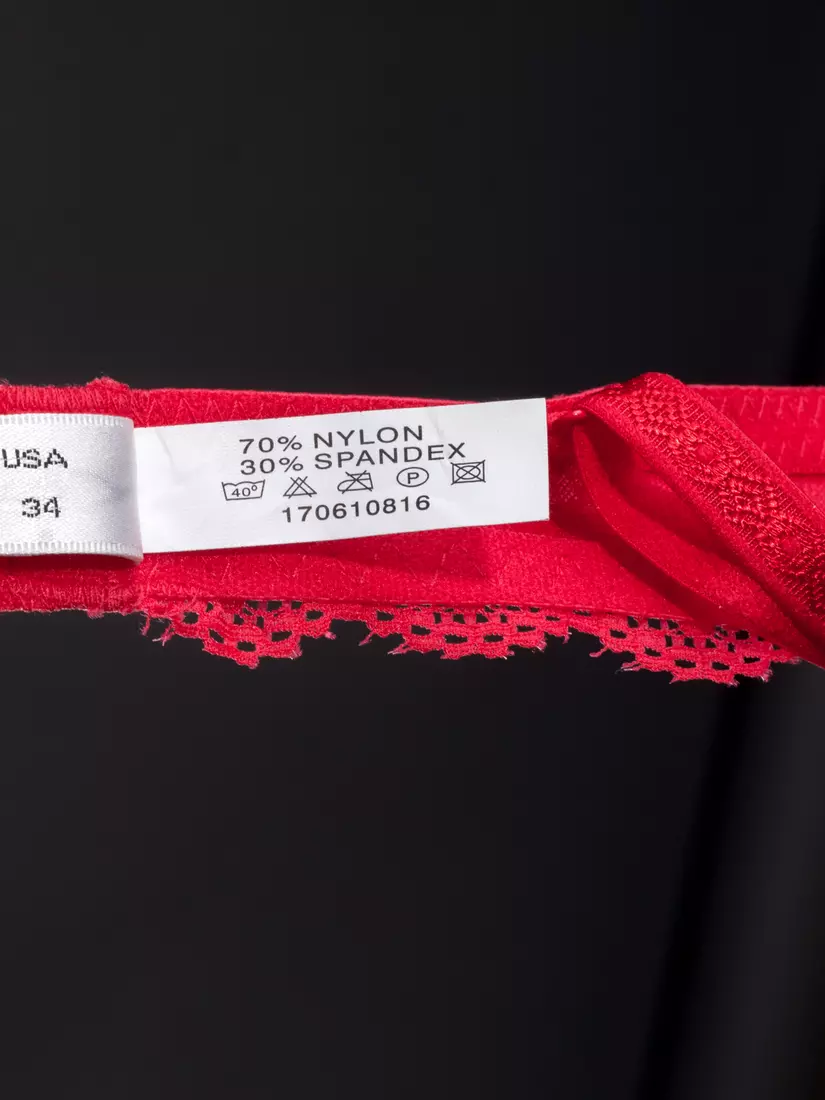 USA
34
70% NYLON
30% SPANDEX
40° P
170610816